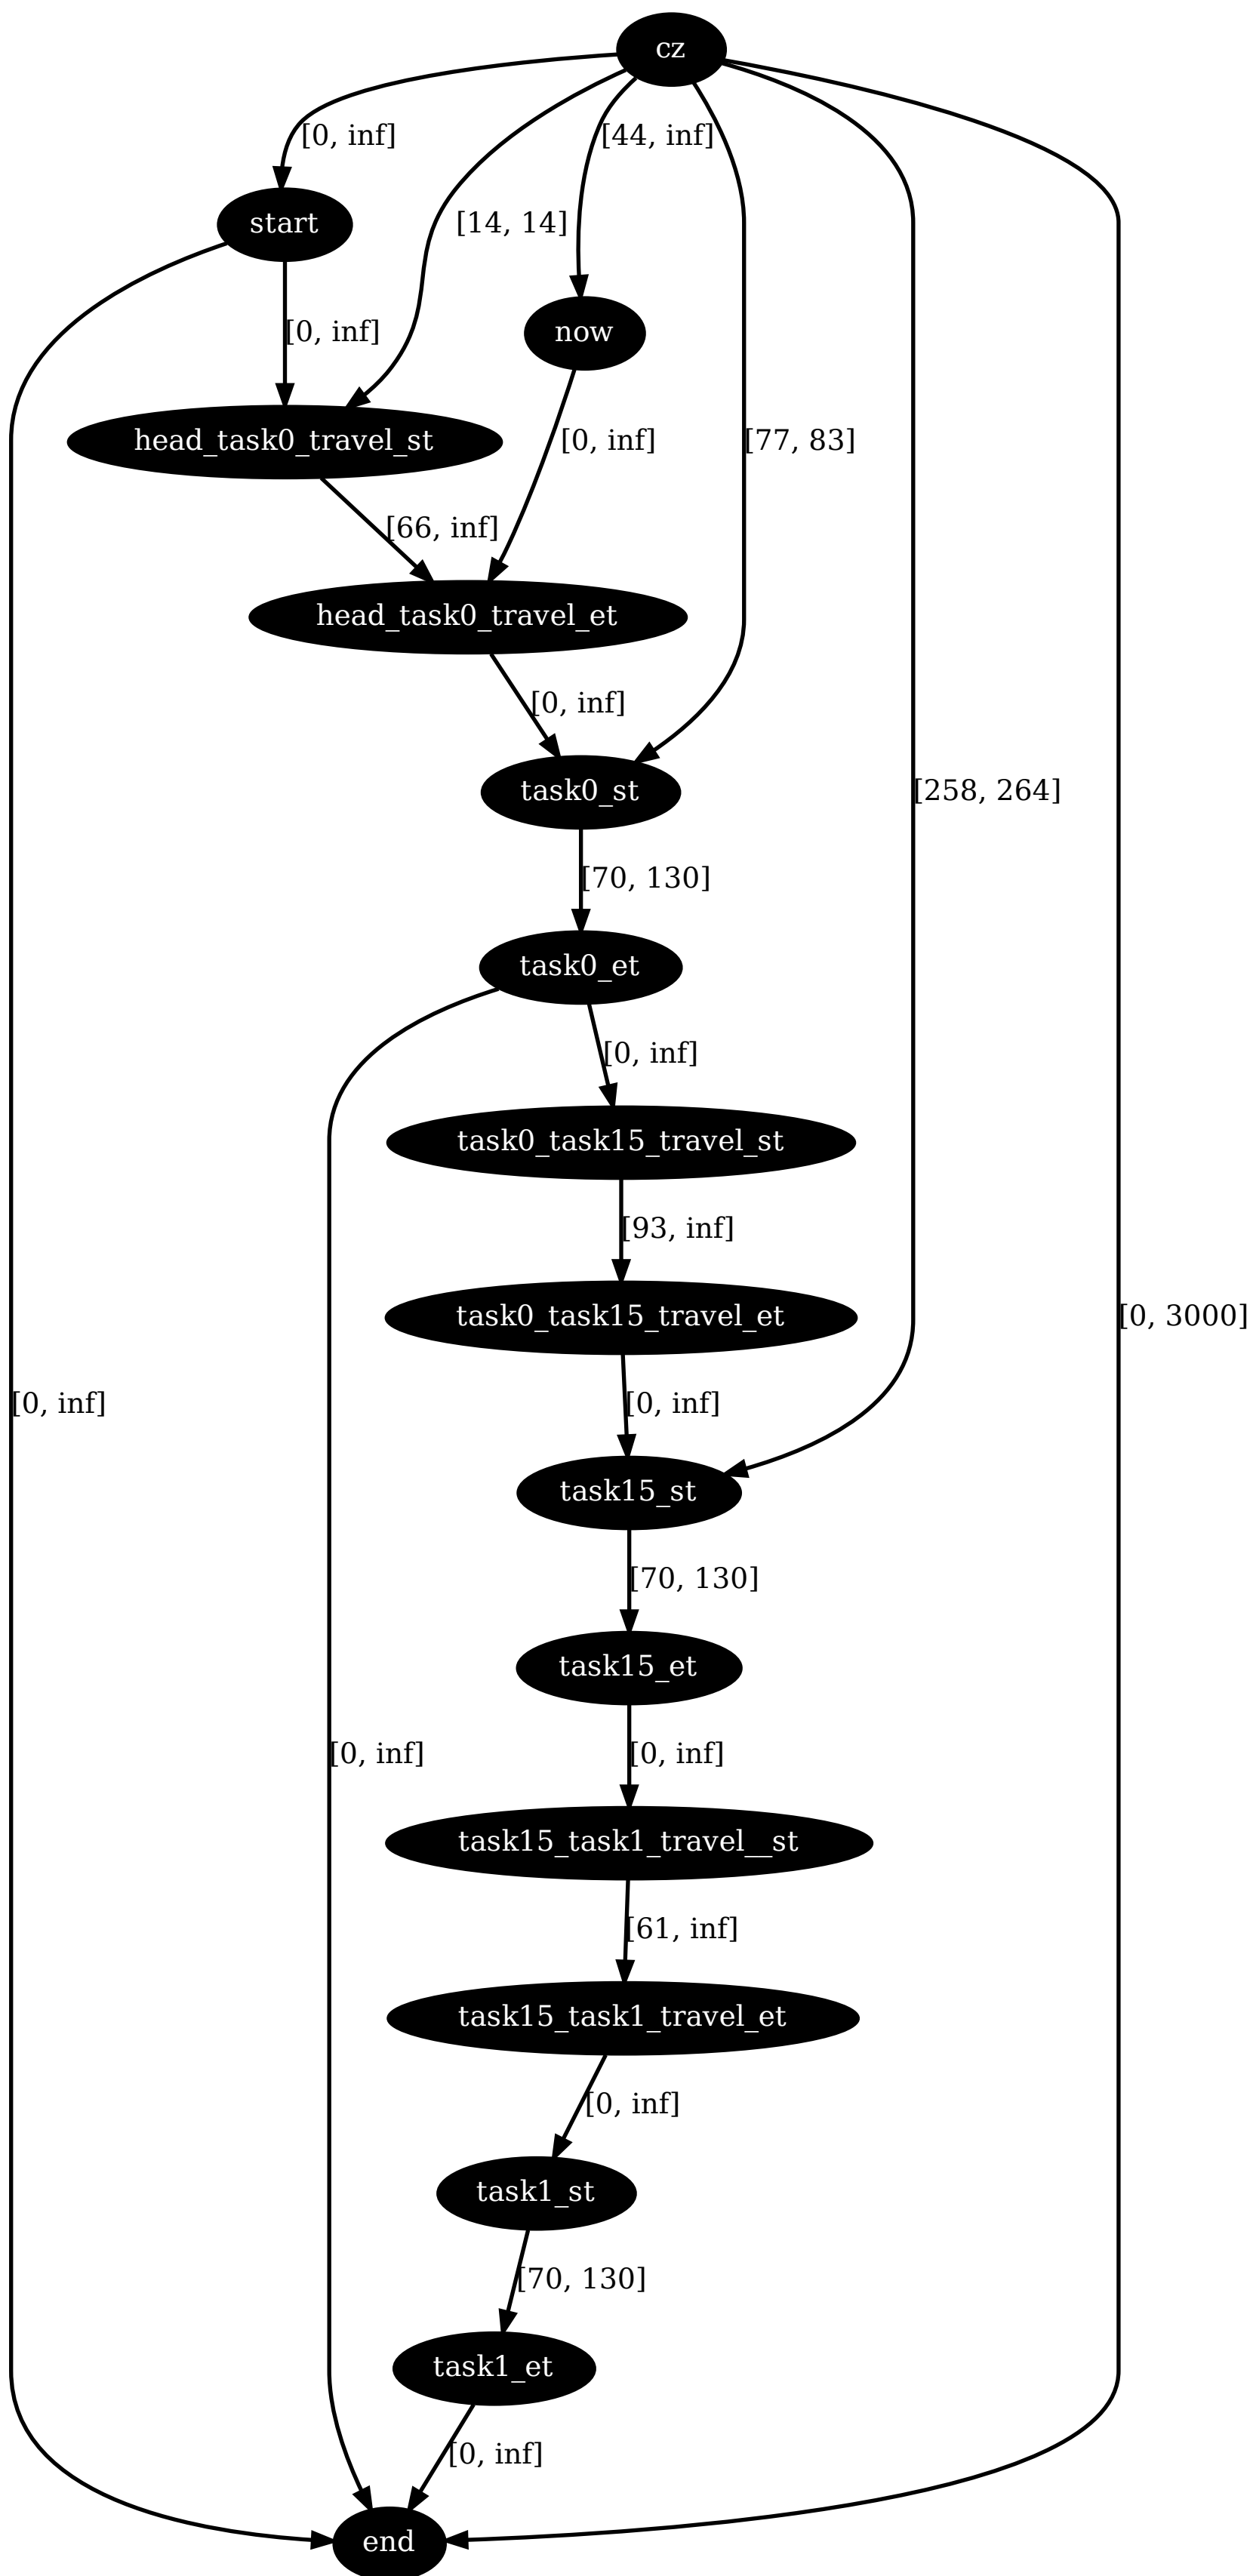 cz
[0, inf]
[44, inf]
start
[14, 14]
now
[0, inf]
head_task0_travel_st
[0, inf]
[77, 83]
[66, inf]
head_task0_travel_et
[0, inf]
task0_st
[258, 264]
[70, 130]
task0_et
[0, inf]
task0_task15_travel_st
[93, inf]
task0_task15_travel_et
[0, 3000]
[0, inf]
[0, inf]
task15_st
[70, 130]
task15_et
[0, inf]
[0, inf]
task15_task1_travel__st
[61, inf]
task15_task1_travel_et
[0, inf]
task1_st
[70, 130]
task1_et
[0, inf]
end